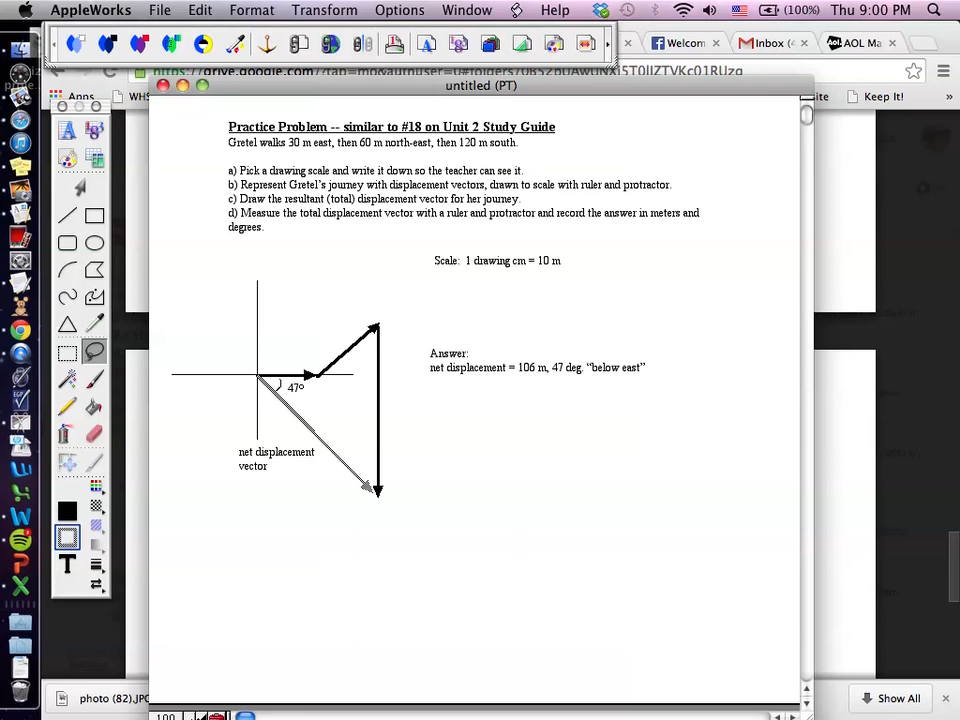 AppleWorks File Edit Format Transform Options Window Help (100%) Thu 9:00 PM
Welcom Inbox (4 AOL Ma
Apps WHS Keep It!
untitled (PT)
Practice Problem -- similar to #18 on Unit 2 Study Guide
Gretel walks 30 m east, then 60 m north-east, then 120 m south.
a) Pick a drawing scale and write it down so the teacher can see it.
b) Represent Gretel's journey with displacement vectors, drawn to scale with ruler and protractor.
c) Draw the resultant (total) displacement vector for her journey.
d) Measure the total displacement vector with a ruler and protractor and record the answer in meters and
degrees.
Scale: 1 drawing cm = 10 m
Answer:
net displacement = 106 m, 47 deg. “below east”
47º
net displacement
vector
100
photo (82).JPG
Show All